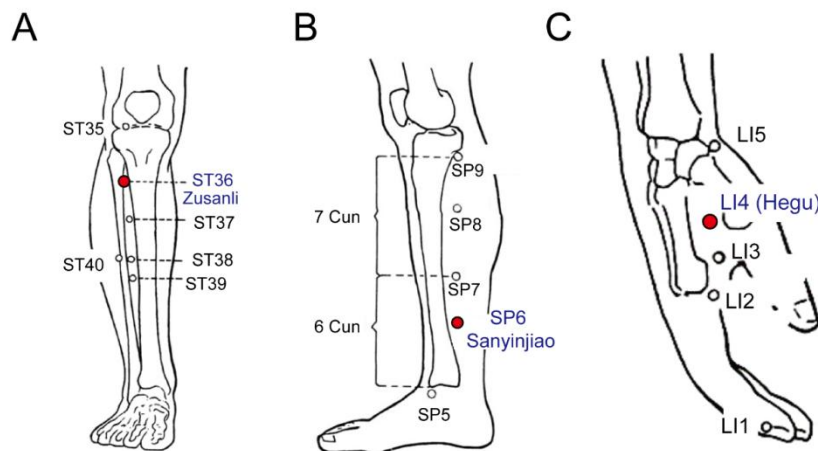 A
ST35
ST36
Zusanli
ST37
ST40
ST38
ST39
B
SP9
7 Cun
SP8
SP7
6 Cun
SP6
Sanyinjiao
SP5
C
LI5
LI4 (Hegu)
LI3
LI2
LI1